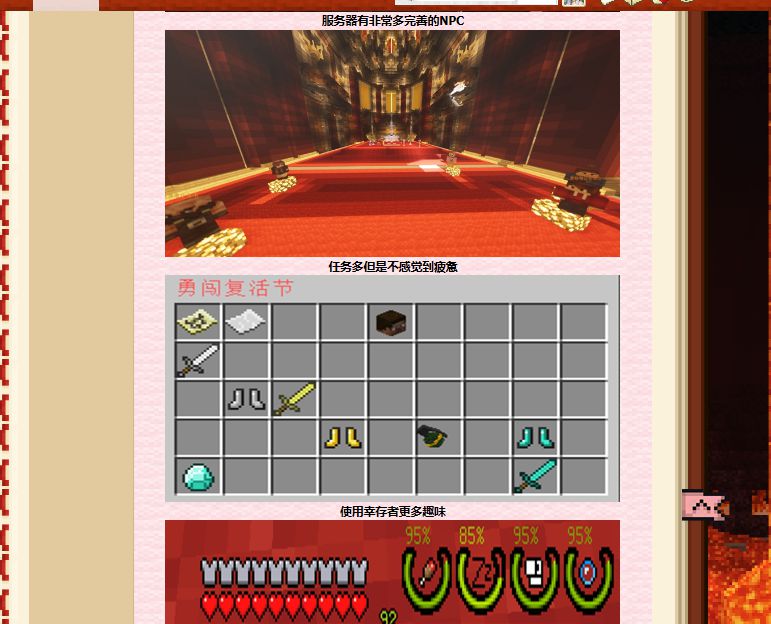 服务器有非常多完善的NPC
任务多但是不感觉到疲惫
勇闯复活节
使用幸存者更多趣味
95% 85% 95% 95%
92